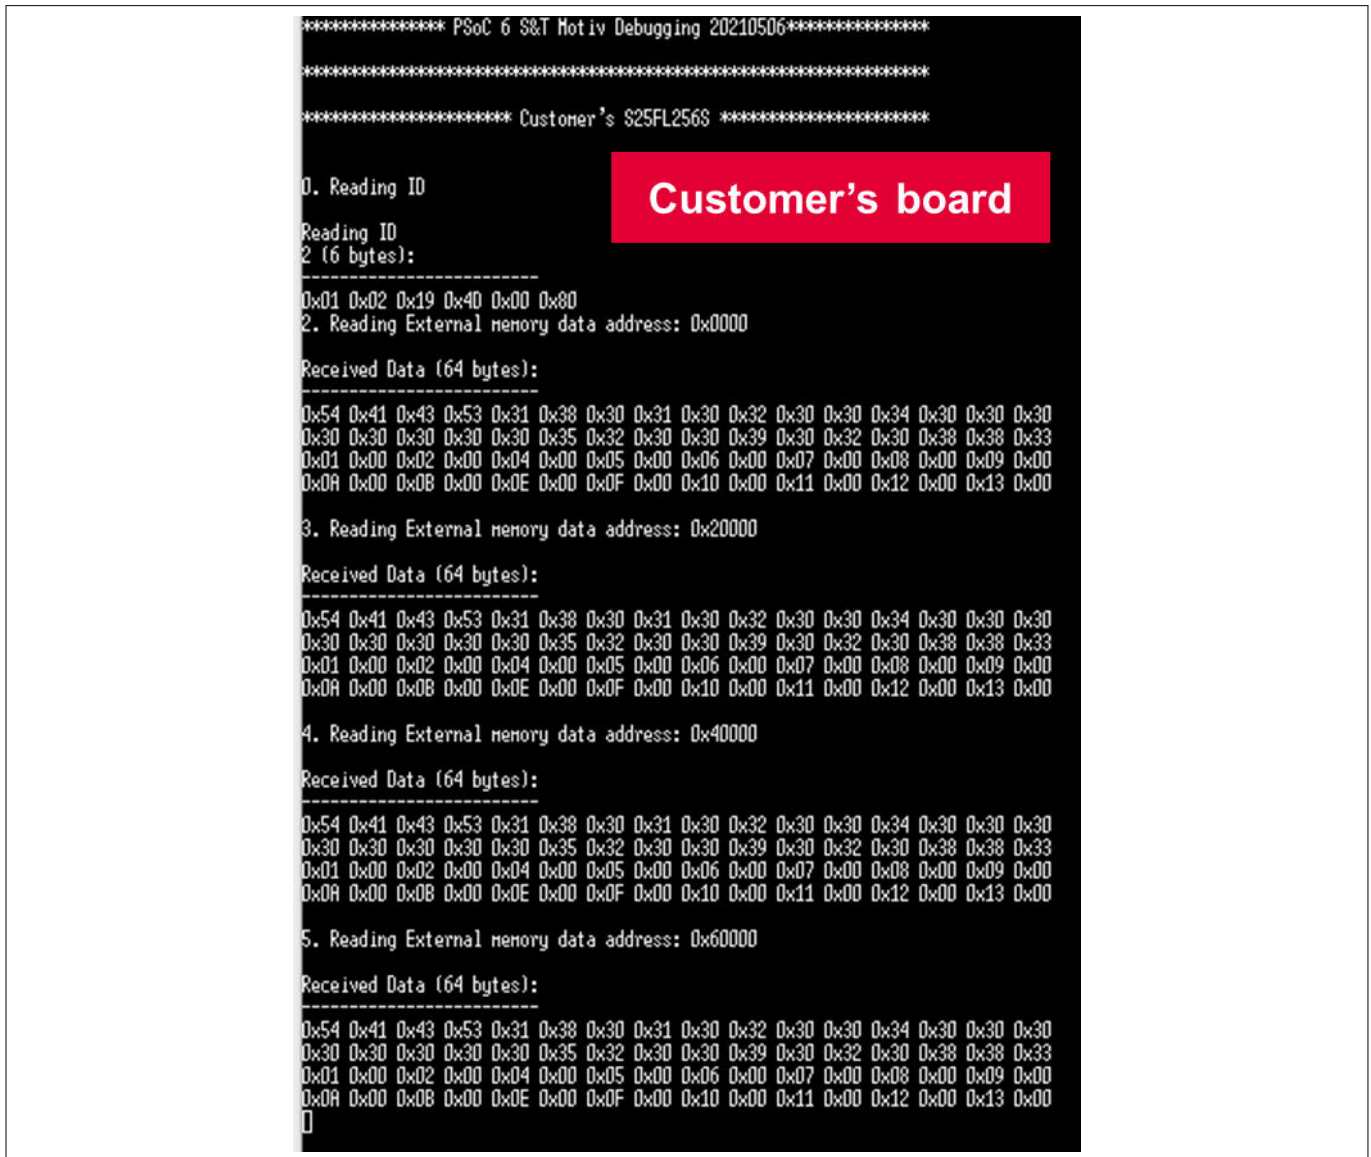 *************** PSoC 6 S&T Motiv Debugging 20210506***************
******************************************************************
********************** Customer's S25FL256S **********************
0. Reading ID
Customer's board
Reading ID
2 (6 bytes):
-------------------------
0x01 0x02 0x19 0x4D 0x00 0x80
2. Reading External memory data address: 0x0000
Received Data (64 bytes):
-------------------------
0x54 0x41 0x43 0x53 0x31 0x38 0x30 0x31 0x30 0x32 0x30 0x30 0x34 0x30 0x30 0x30
0x30 0x30 0x30 0x30 0x30 0x35 0x32 0x30 0x30 0x39 0x30 0x32 0x30 0x38 0x38 0x33
0x01 0x00 0x02 0x00 0x04 0x00 0x05 0x00 0x06 0x00 0x07 0x00 0x08 0x00 0x09 0x00
0x0A 0x00 0x0B 0x00 0x0E 0x00 0x0F 0x00 0x10 0x00 0x11 0x00 0x12 0x00 0x13 0x00
3. Reading External memory data address: 0x20000
Received Data (64 bytes):
-------------------------
0x54 0x41 0x43 0x53 0x31 0x38 0x30 0x31 0x30 0x32 0x30 0x30 0x34 0x30 0x30 0x30
0x30 0x30 0x30 0x30 0x30 0x35 0x32 0x30 0x30 0x39 0x30 0x32 0x30 0x38 0x38 0x33
0x01 0x00 0x02 0x00 0x04 0x00 0x05 0x00 0x06 0x00 0x07 0x00 0x08 0x00 0x09 0x00
0x0A 0x00 0x0B 0x00 0x0E 0x00 0x0F 0x00 0x10 0x00 0x11 0x00 0x12 0x00 0x13 0x00
4. Reading External memory data address: 0x40000
Received Data (64 bytes):
-------------------------
0x54 0x41 0x43 0x53 0x31 0x38 0x30 0x31 0x30 0x32 0x30 0x30 0x34 0x30 0x30 0x30
0x30 0x30 0x30 0x30 0x30 0x35 0x32 0x30 0x30 0x39 0x30 0x32 0x30 0x38 0x38 0x33
0x01 0x00 0x02 0x00 0x04 0x00 0x05 0x00 0x06 0x00 0x07 0x00 0x08 0x00 0x09 0x00
0x0A 0x00 0x0B 0x00 0x0E 0x00 0x0F 0x00 0x10 0x00 0x11 0x00 0x12 0x00 0x13 0x00
5. Reading External memory data address: 0x60000
Received Data (64 bytes):
-------------------------
0x54 0x41 0x43 0x53 0x31 0x38 0x30 0x31 0x30 0x32 0x30 0x30 0x34 0x30 0x30 0x30
0x30 0x30 0x30 0x30 0x30 0x35 0x32 0x30 0x30 0x39 0x30 0x32 0x30 0x38 0x38 0x33
0x01 0x00 0x02 0x00 0x04 0x00 0x05 0x00 0x06 0x00 0x07 0x00 0x08 0x00 0x09 0x00
0x0A 0x00 0x0B 0x00 0x0E 0x00 0x0F 0x00 0x10 0x00 0x11 0x00 0x12 0x00 0x13 0x00